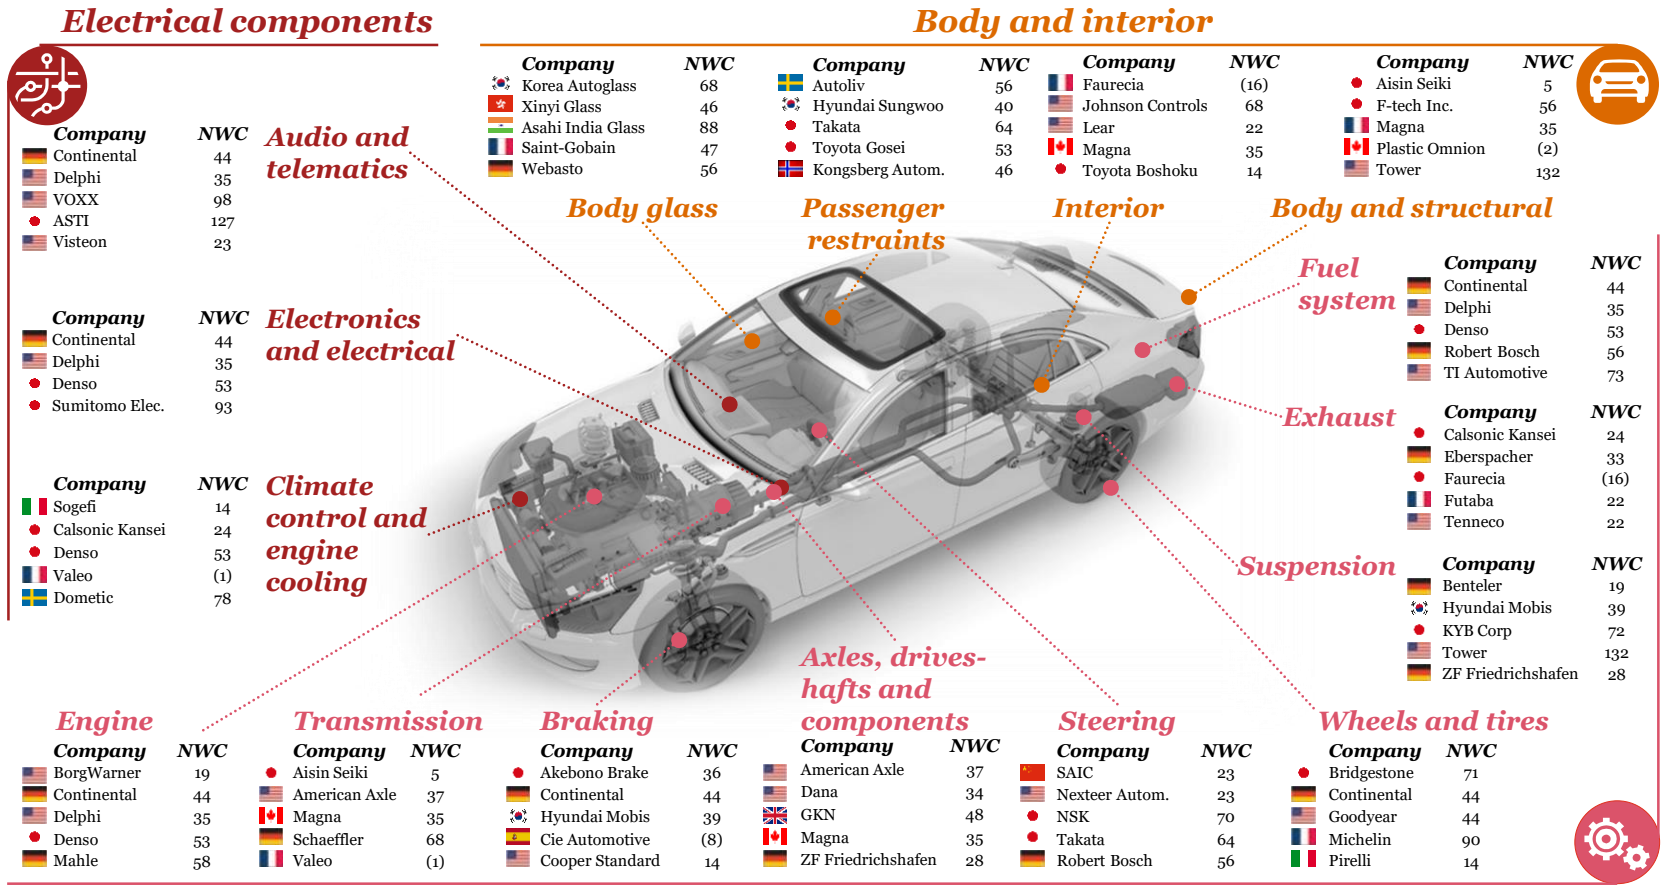 Electrical components
Body and interior
Company NWC
Continental 44
Delphi 35
VOXX 98
ASTI 127
Visteon 23
Audio and
telematics
Company NWC
Continental 44
Delphi 35
Denso 53
Sumitomo Elec. 93
Electronics
and electrical
Company NWC
Sogefi 14
Calsonic Kansei 24
Denso 53
Valeo (1)
Dometic 78
Climate
control and
engine
cooling
Company NWC
Korea Autoglass 68
Xinyi Glass 46
Asahi India Glass 88
Saint-Gobain 47
Webasto 56
Body glass
Company NWC
Autoliv 56
Hyundai Sungwoo 40
Takata 64
Toyota Gosei 53
Kongsberg Autom. 46
Passenger
restraints
Company NWC
Faurecia (16)
Johnson Controls 68
Lear 22
Magna 35
Toyota Boshoku 14
Interior
Company NWC
Aisin Seiki 5
F-tech Inc. 56
Magna 35
Plastic Omnion (2)
Tower 132
Body and structural
Fuel
system
Company NWC
Continental 44
Delphi 35
Denso 53
Robert Bosch 56
TI Automotive 73
Exhaust
Company NWC
Calsonic Kansei 24
Eberspacher 33
Faurecia (16)
Futaba 22
Tenneco 22
Suspension
Company NWC
Benteler 19
Hyundai Mobis 39
KYB Corp 72
Tower 132
ZF Friedrichshafen 28
Engine
Company NWC
BorgWarner 19
Continental 44
Delphi 35
Denso 53
Mahle 58
Transmission
Company NWC
Aisin Seiki 5
American Axle 37
Magna 35
Schaeffler 68
Valeo (1)
Braking
Company NWC
Akebono Brake 36
Continental 44
Hyundai Mobis 39
Cie Automotive (8)
Cooper Standard 14
Axles, drives-
hafts and
components
Company NWC
American Axle 37
Dana 34
GKN 48
Magna 35
ZF Friedrichshafen 28
Steering
Company NWC
SAIC 23
Nexteer Autom. 23
NSK 70
Takata 64
Robert Bosch 56
Wheels and tires
Company NWC
Bridgestone 71
Continental 44
Goodyear 44
Michelin 90
Pirelli 14